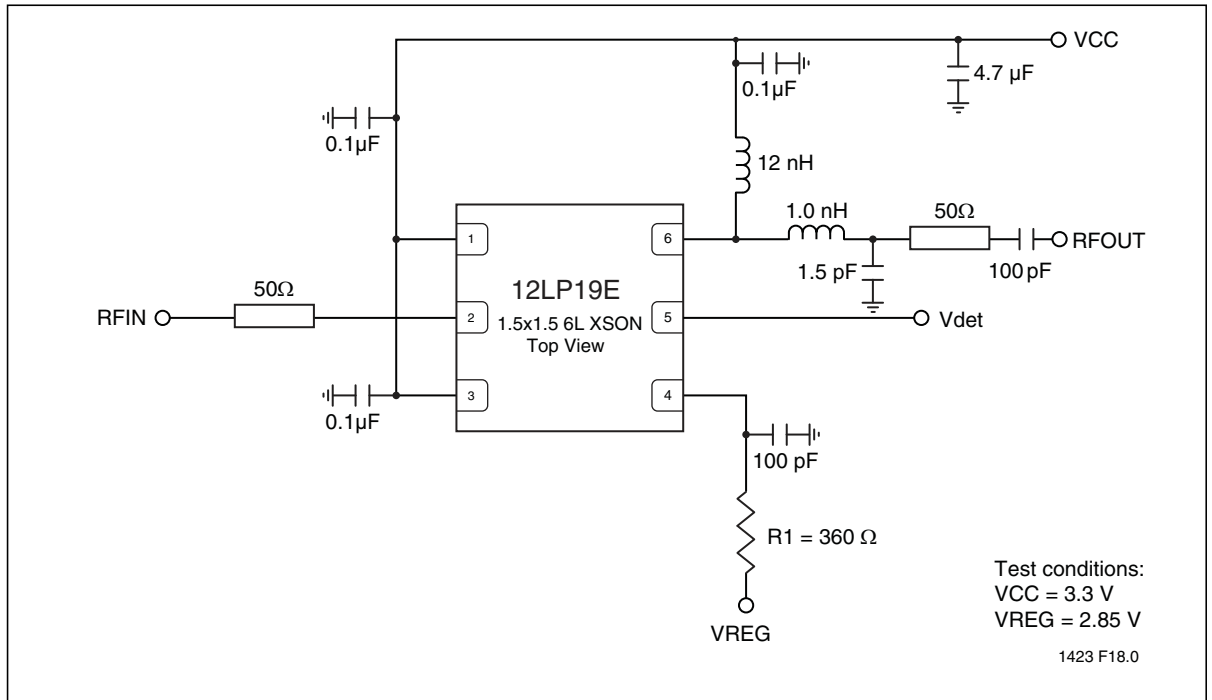 VCC
4.7 µF
0.1µF
0.1µF
12 nH
1.0 nH
50Ω
RFOUT
1.5 pF
100 pF
1
6
12LP19E
50Ω
RFIN
2
1.5x1.5 6L XSON
5
Vdet
Top View
3
4
0.1µF
100 pF
R1 = 360 Ω
VREG
Test conditions:
VCC = 3.3 V
VREG = 2.85 V
1423 F18.0